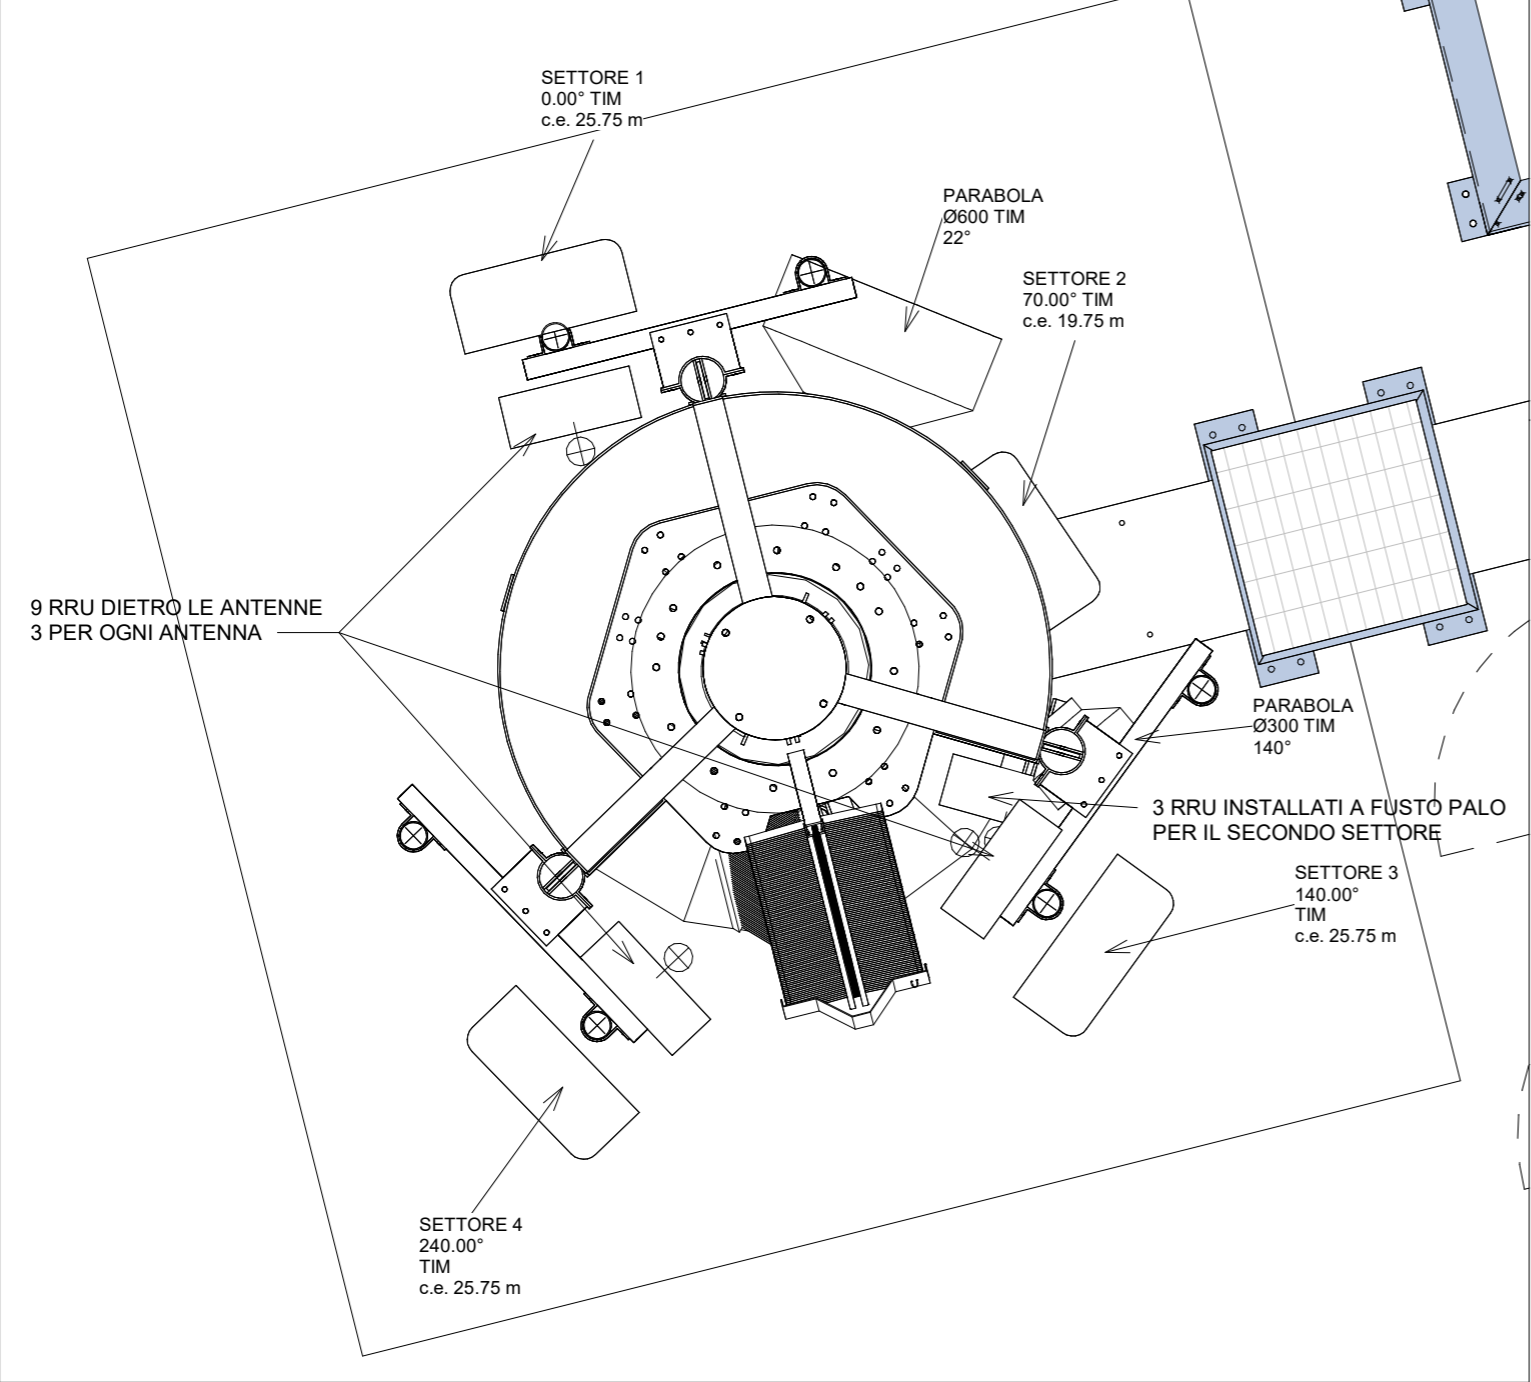 SETTORE 1
0.00° TIM
c.e. 25.75 m
PARABOLA
Ø600 TIM
22°
SETTORE 2
70.00° TIM
c.e. 19.75 m
9 RRU DIETRO LE ANTENNE
3 PER OGNI ANTENNA
PARABOLA
Ø300 TIM
140°
3 RRU INSTALLATI A FUSTO PALO
PER IL SECONDO SETTORE
SETTORE 3
140.00°
TIM
c.e. 25.75 m
SETTORE 4
240.00°
TIM
c.e. 25.75 m